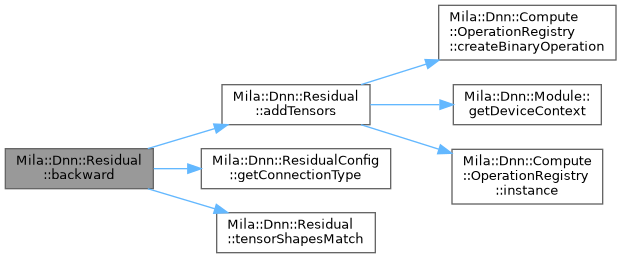 Mila::Dnn::Residual
::backward
Mila::Dnn::Residual
::addTensors
Mila::Dnn::ResidualConfig
::getConnectionType
Mila::Dnn::Residual
::tensorShapesMatch
Mila::Dnn::Compute
::OperationRegistry
::createBinaryOperation
Mila::Dnn::Module::
getDeviceContext
Mila::Dnn::Compute
::OperationRegistry
::instance